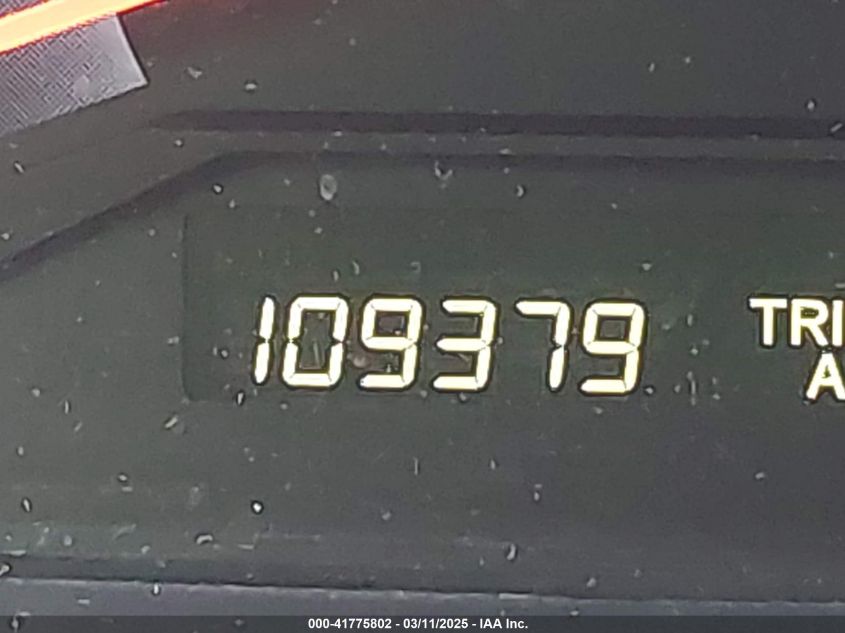 109379
TRI
A
000-41775802 - 03/11/2025 - IAA Inc.